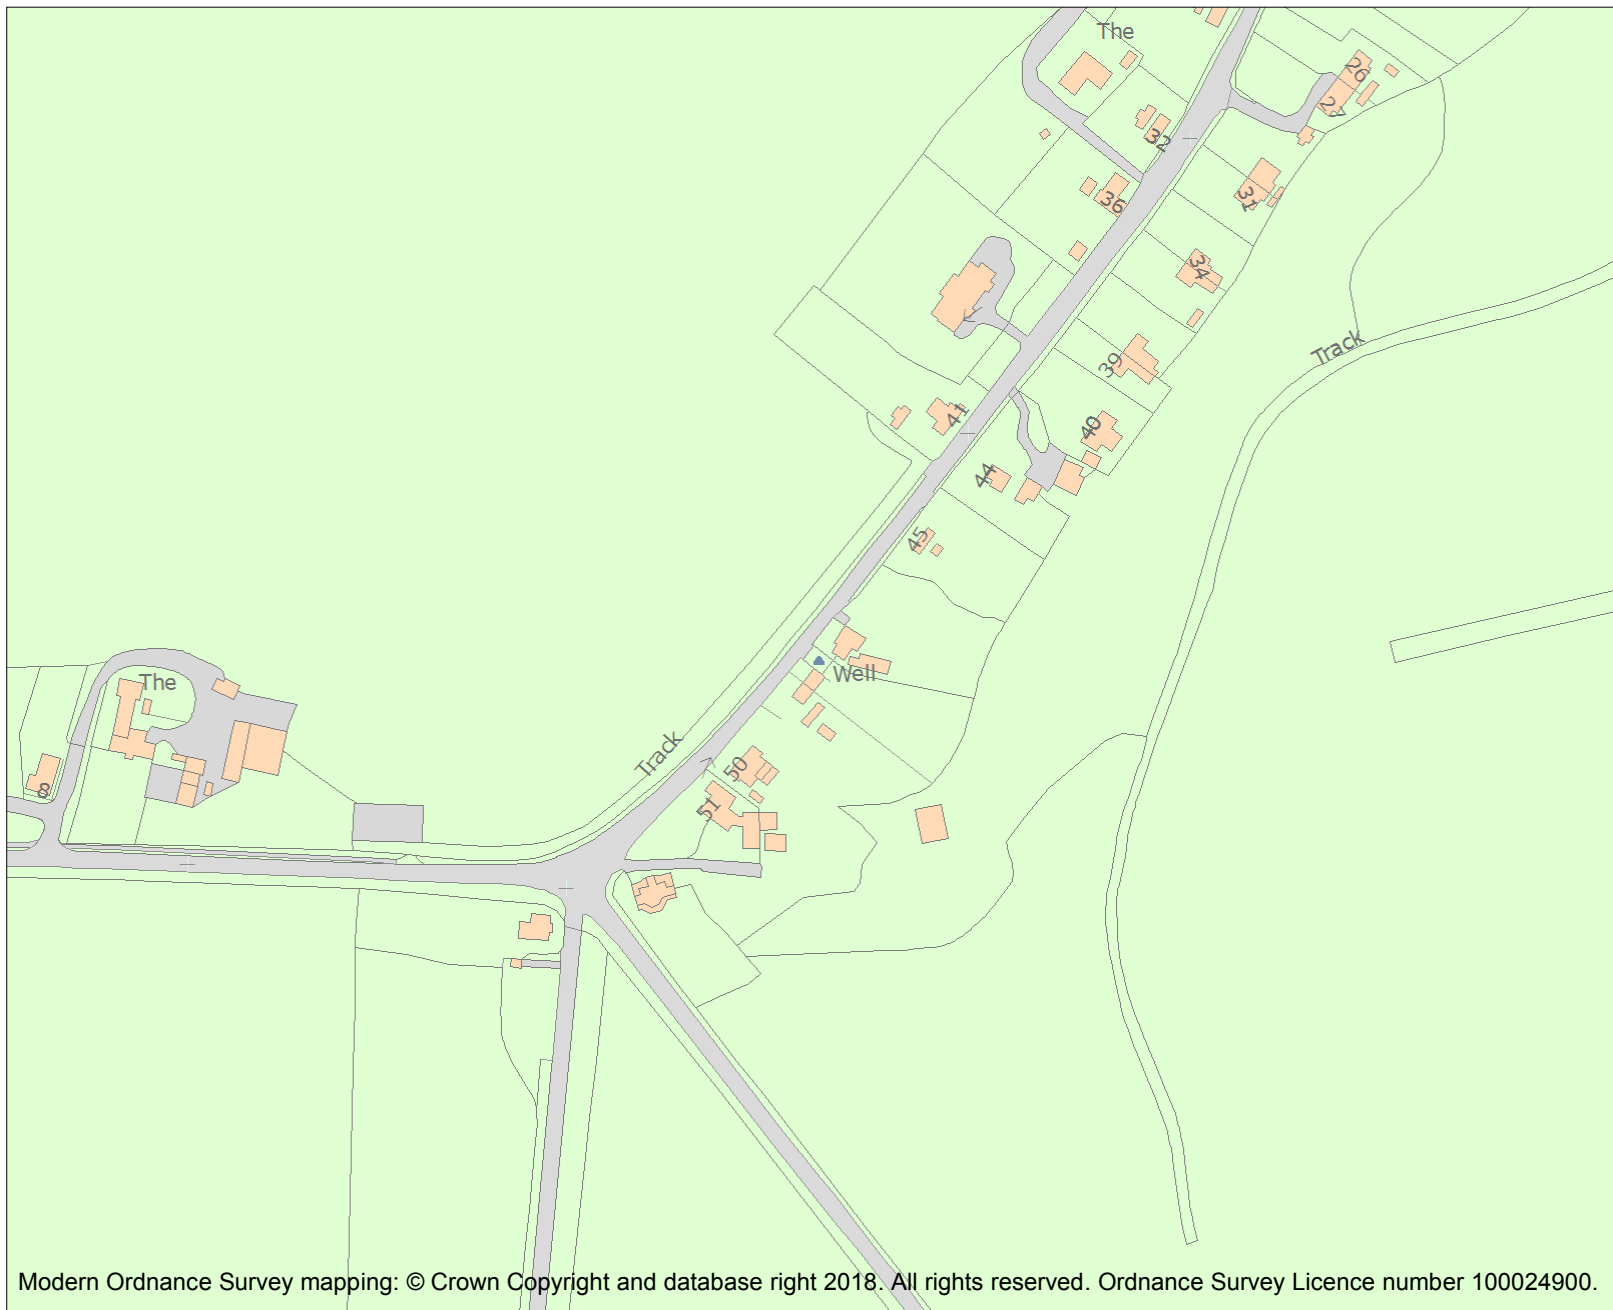 The
26
27
32
31
36
34
Track
39
41
40
44
45
Well
The
Track
50
8
51
Modern Ordnance Survey mapping: © Crown Copyright and database right 2018. All rights reserved. Ordnance Survey Licence number 100024900.